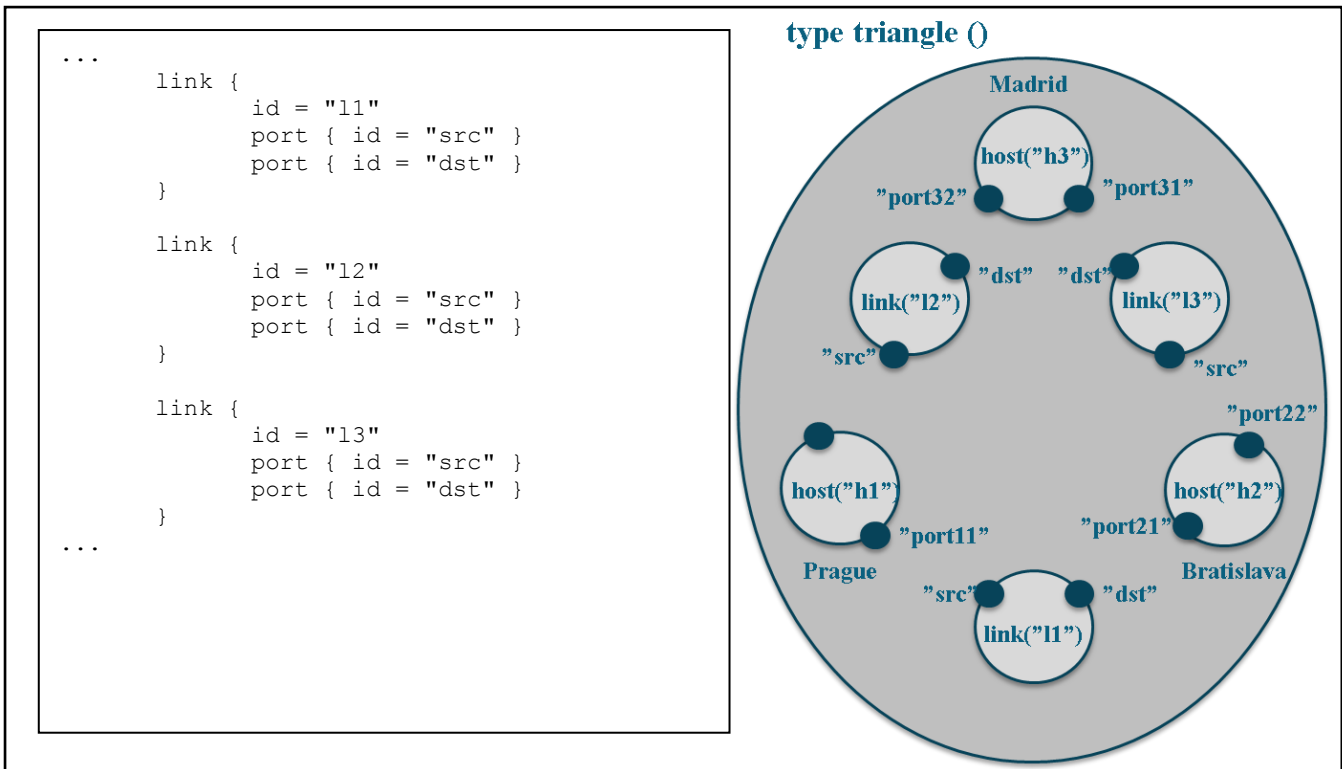 ...
link {
id = "l1"
port { id = "src" }
port { id = "dst" }
}
link {
id = "l2"
port { id = "src" }
port { id = "dst" }
}
link {
id = "l3"
port { id = "src" }
port { id = "dst" }
}
...
type triangle ()
Madrid
host(”h3”)
”port32”
”port31”
”dst”
”dst”
link(”l2”)
link(”l3”)
”src”
”src”
”port22”
host(”h1”)
host(”h2”)
”port11”
”port21”
Prague
Bratislava
”src”
”dst”
link(”l1”)